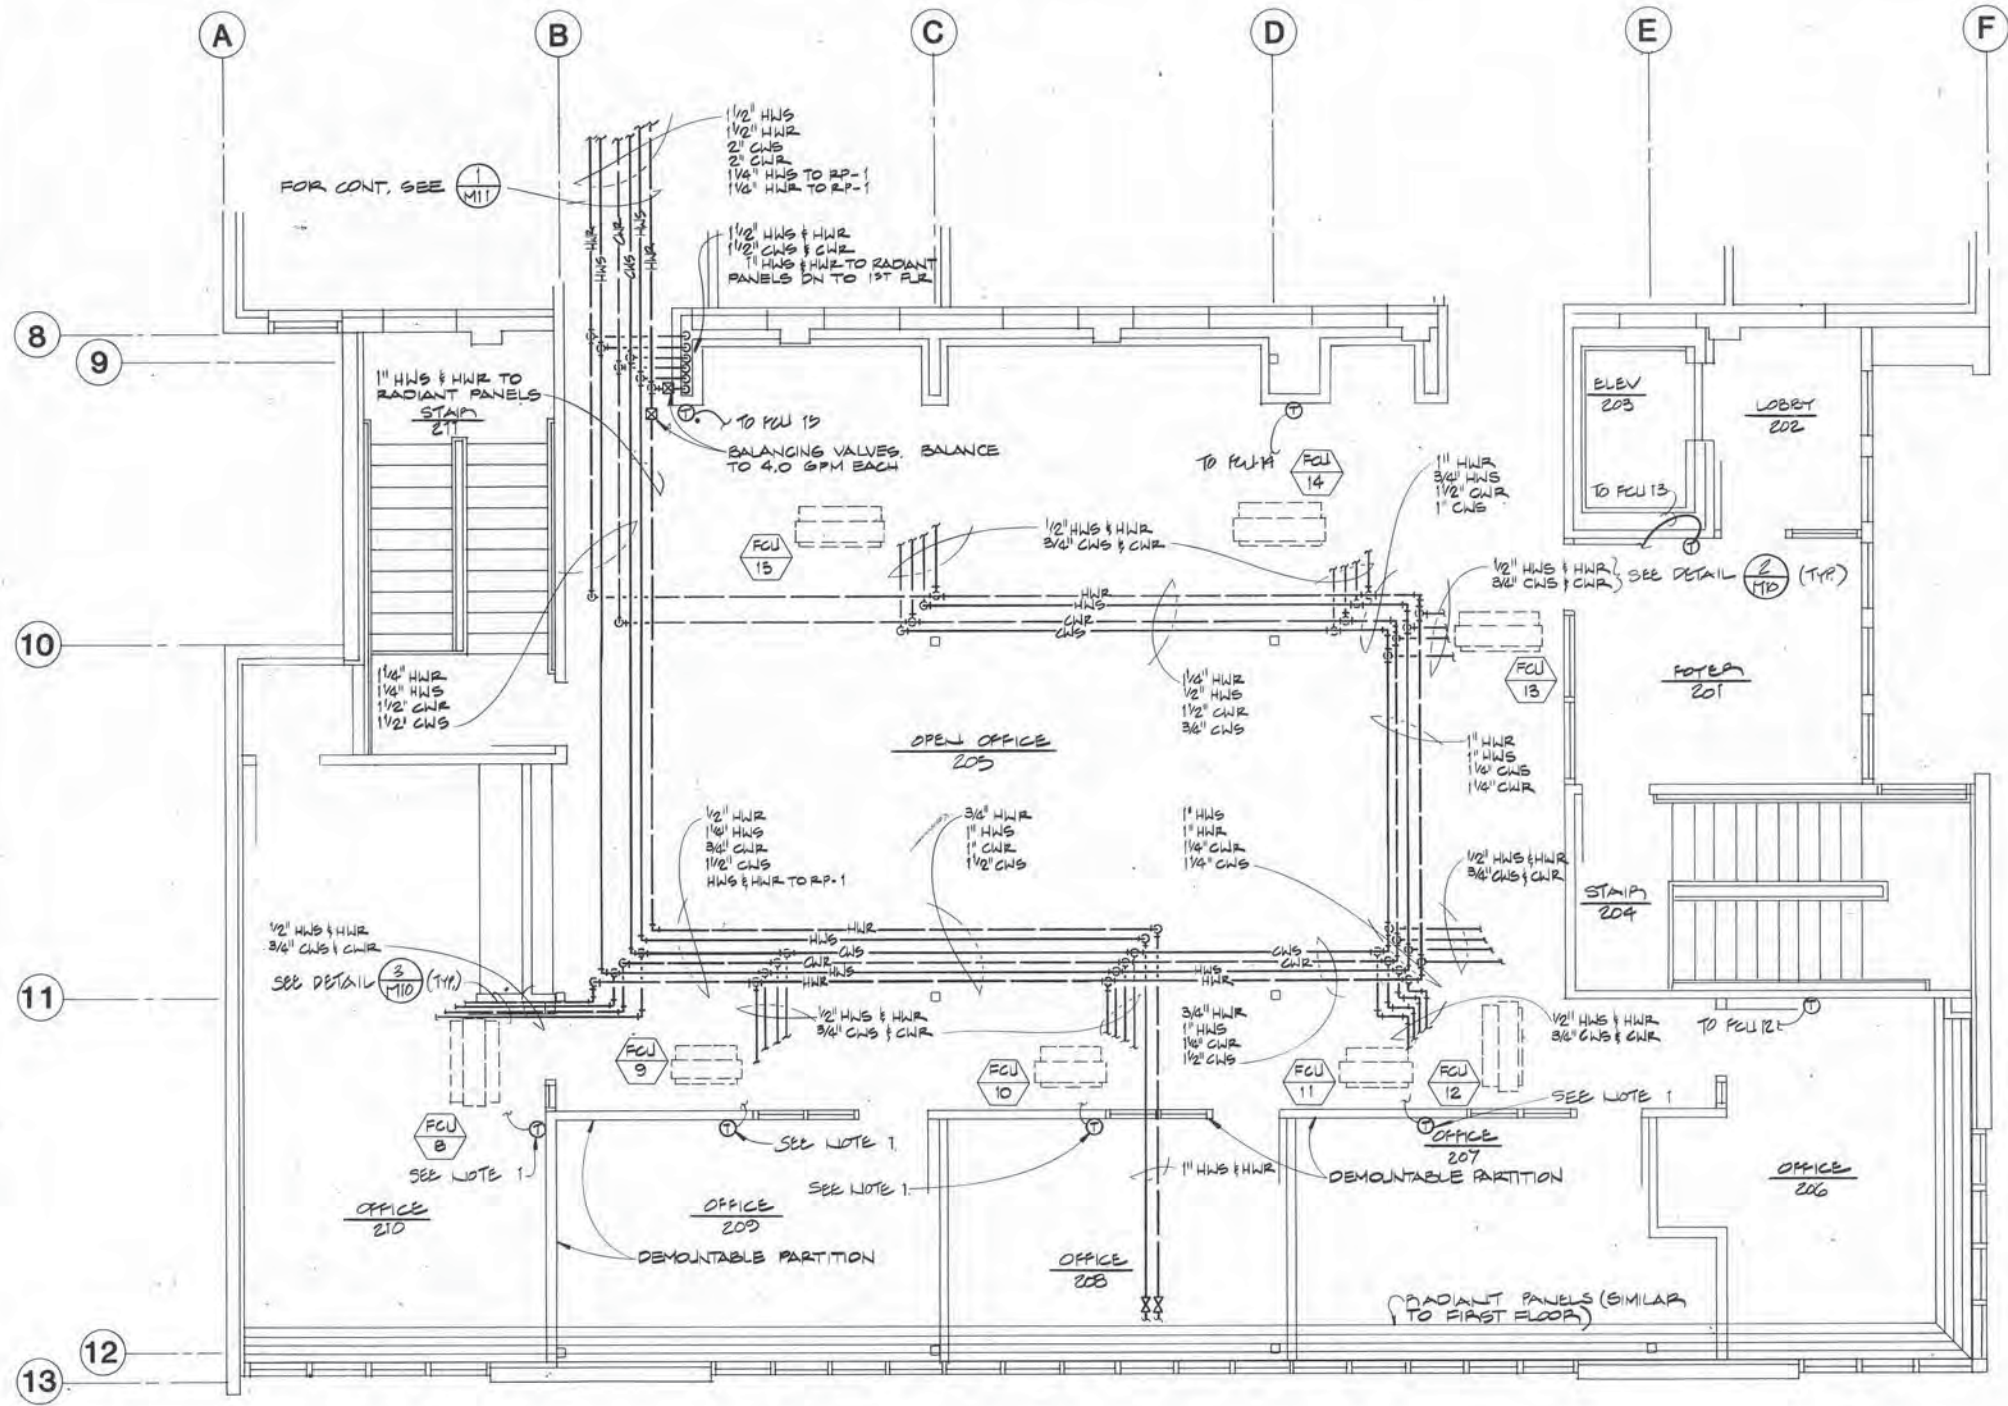 A
B
C
D
E
F
1 1/2" HWS
1 1/2" HWR
2" CWS
2" CWR
1 1/4" HWS TO RP-1
1 1/4" HWR TO RP-1
FOR CONT. SEE 1
M11
HWS
HWR
CWR
CWS
HWS
HWR
1 1/2" HWS & HWR
1 1/2" CWS & CWR
1" HWS & HWR TO RADIANT
PANELS DN TO 1ST FLR
8
9
1" HWS & HWR TO
RADIANT PANELS
STAIR
211
TO FCU 15
BALANCING VALVES. BALANCE
TO 4.0 GPM EACH
TO FCU-14
FCU
14
1" HWR
3/4" HWS
1 1/2" CWR
1" CWS
ELEV
203
LOBBY
202
TO FCU 13
FCU
15
1/2" HWS & HWR
3/4" CWS & CWR
1/2" HWS & HWR
3/4" CWS & CWR
SEE DETAIL 2
M10
(TYP.)
HWR
HWS
CWR
CWS
10
1 1/4" HWR
1 1/4" HWS
1 1/2" CWR
1 1/2" CWS
1 1/4" HWR
1/2" HWS
1 1/2" CWR
3/4" CWS
FCU
13
FOYER
201
OPEN OFFICE
205
1" HWR
1" HWS
1 1/4" CWS
1 1/4" CWR
1/2" HWR
1 1/4" HWS
3/4" CWR
1 1/2" CWS
HWS & HWR TO RP-1
3/4" HWR
1" HWS
1" CWR
1 1/2" CWS
1" HWS
1" HWR
1 1/4" CWR
1 1/4" CWS
1/2" HWS & HWR
3/4" CWS & CWR
STAIR
204
1/2" HWS & HWR
3/4" CWS & CWR
SEE DETAIL 3
M10
(TYP.)
HWR
HWS
CWS
CWR
HWS
HWR
CWS
CWR
HWS
HWR
11
1/2" HWS & HWR
3/4" CWS & CWR
3/4" HWR
1" HWS
1 1/4" CWR
1 1/2" CWS
1/2" HWS & HWR
3/4" CWS & CWR
TO FCU 12
FCU
9
FCU
10
FCU
11
FCU
12
SEE NOTE 1
FCU
8
SEE NOTE 1
SEE NOTE 1.
SEE NOTE 1.
1" HWS & HWR
OFFICE
207
DEMOUNTABLE PARTITION
OFFICE
206
OFFICE
210
OFFICE
209
DEMOUNTABLE PARTITION
OFFICE
208
RADIANT PANELS (SIMILAR
TO FIRST FLOOR)
12
13
T
T
T
T
T
T
T
T